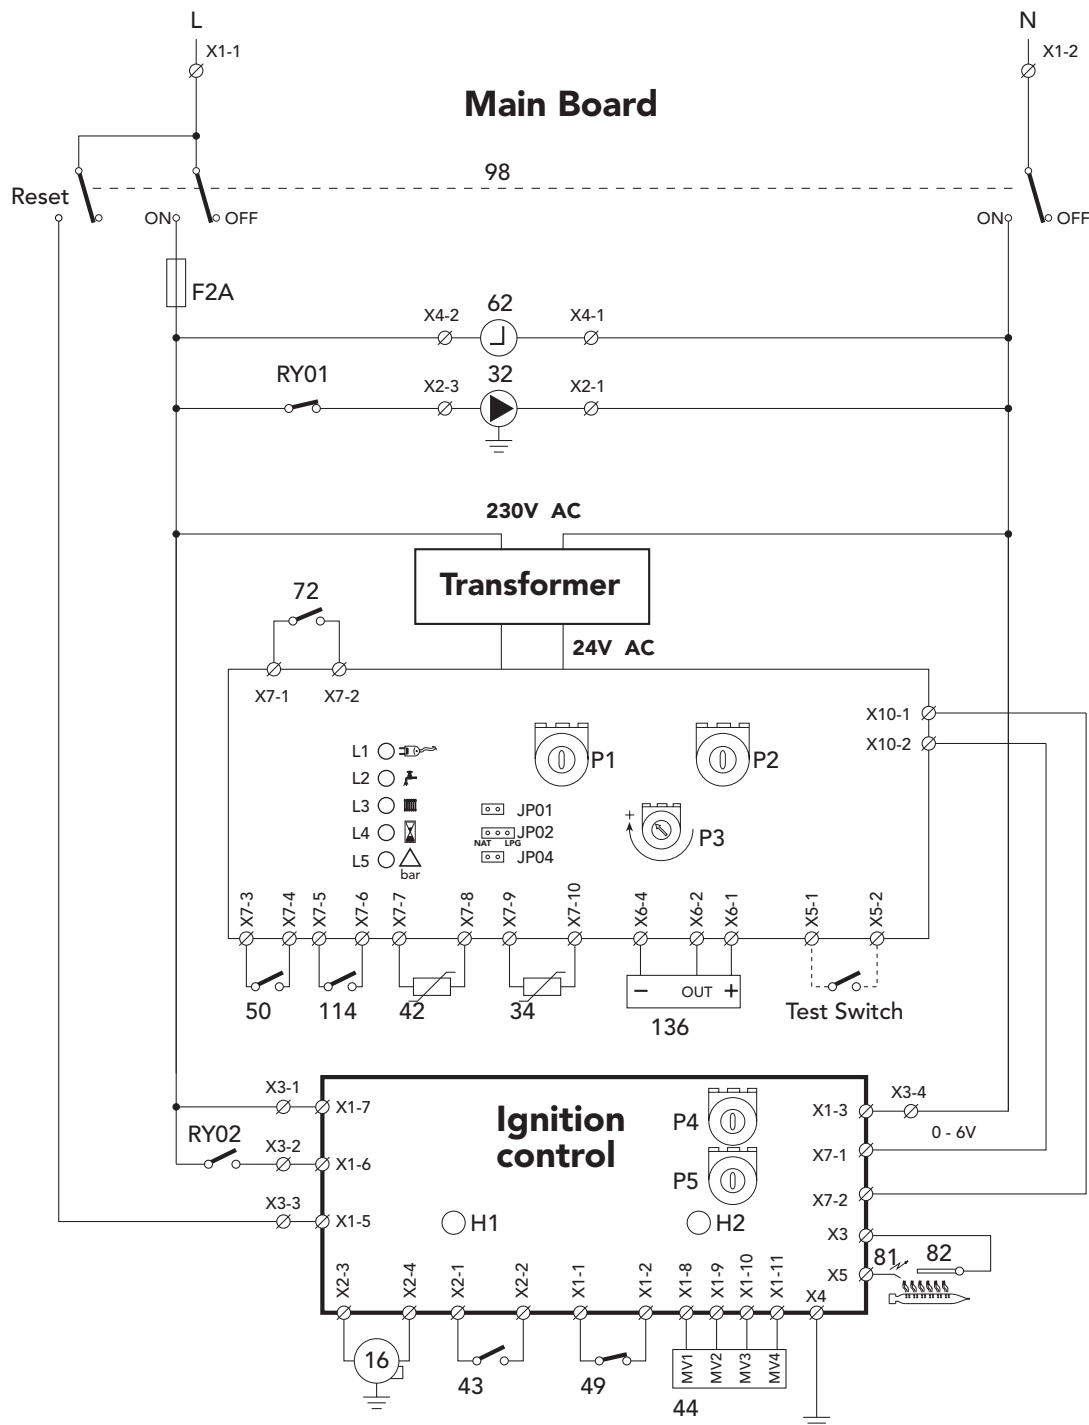 L
N
X1-1
X1-2
Main Board
98
Reset
ON
OFF
ON
OFF
F2A
62
X4-2
X4-1
RY01
32
X2-3
X2-1
230V AC
Transformer
72
24V AC
X7-1
X7-2
X10-1
X10-2
L1
P1
P2
L2
L3
JP01
L4
JP02
NAT LPG
P3
+
L5
JP04
bar
X7-3
X7-4
X7-5
X7-6
X7-7
X7-8
X7-9
X7-10
X6-4
X6-2
X6-1
X5-1
X5-2
− OUT +
50
114
42
34
136
Test Switch
X3-1
X1-7
Ignition
control
P4
X1-3
X3-4
RY02
0 - 6V
X3-2
X1-6
X7-1
P5
X7-2
X3-3
X1-5
H1
H2
X3
81
82
X5
X2-3
X2-4
X2-1
X2-2
X1-1
X1-2
X1-8
X1-9
X1-10
X1-11
X4
16
MV1
MV2
MV3
MV4
43
49
44